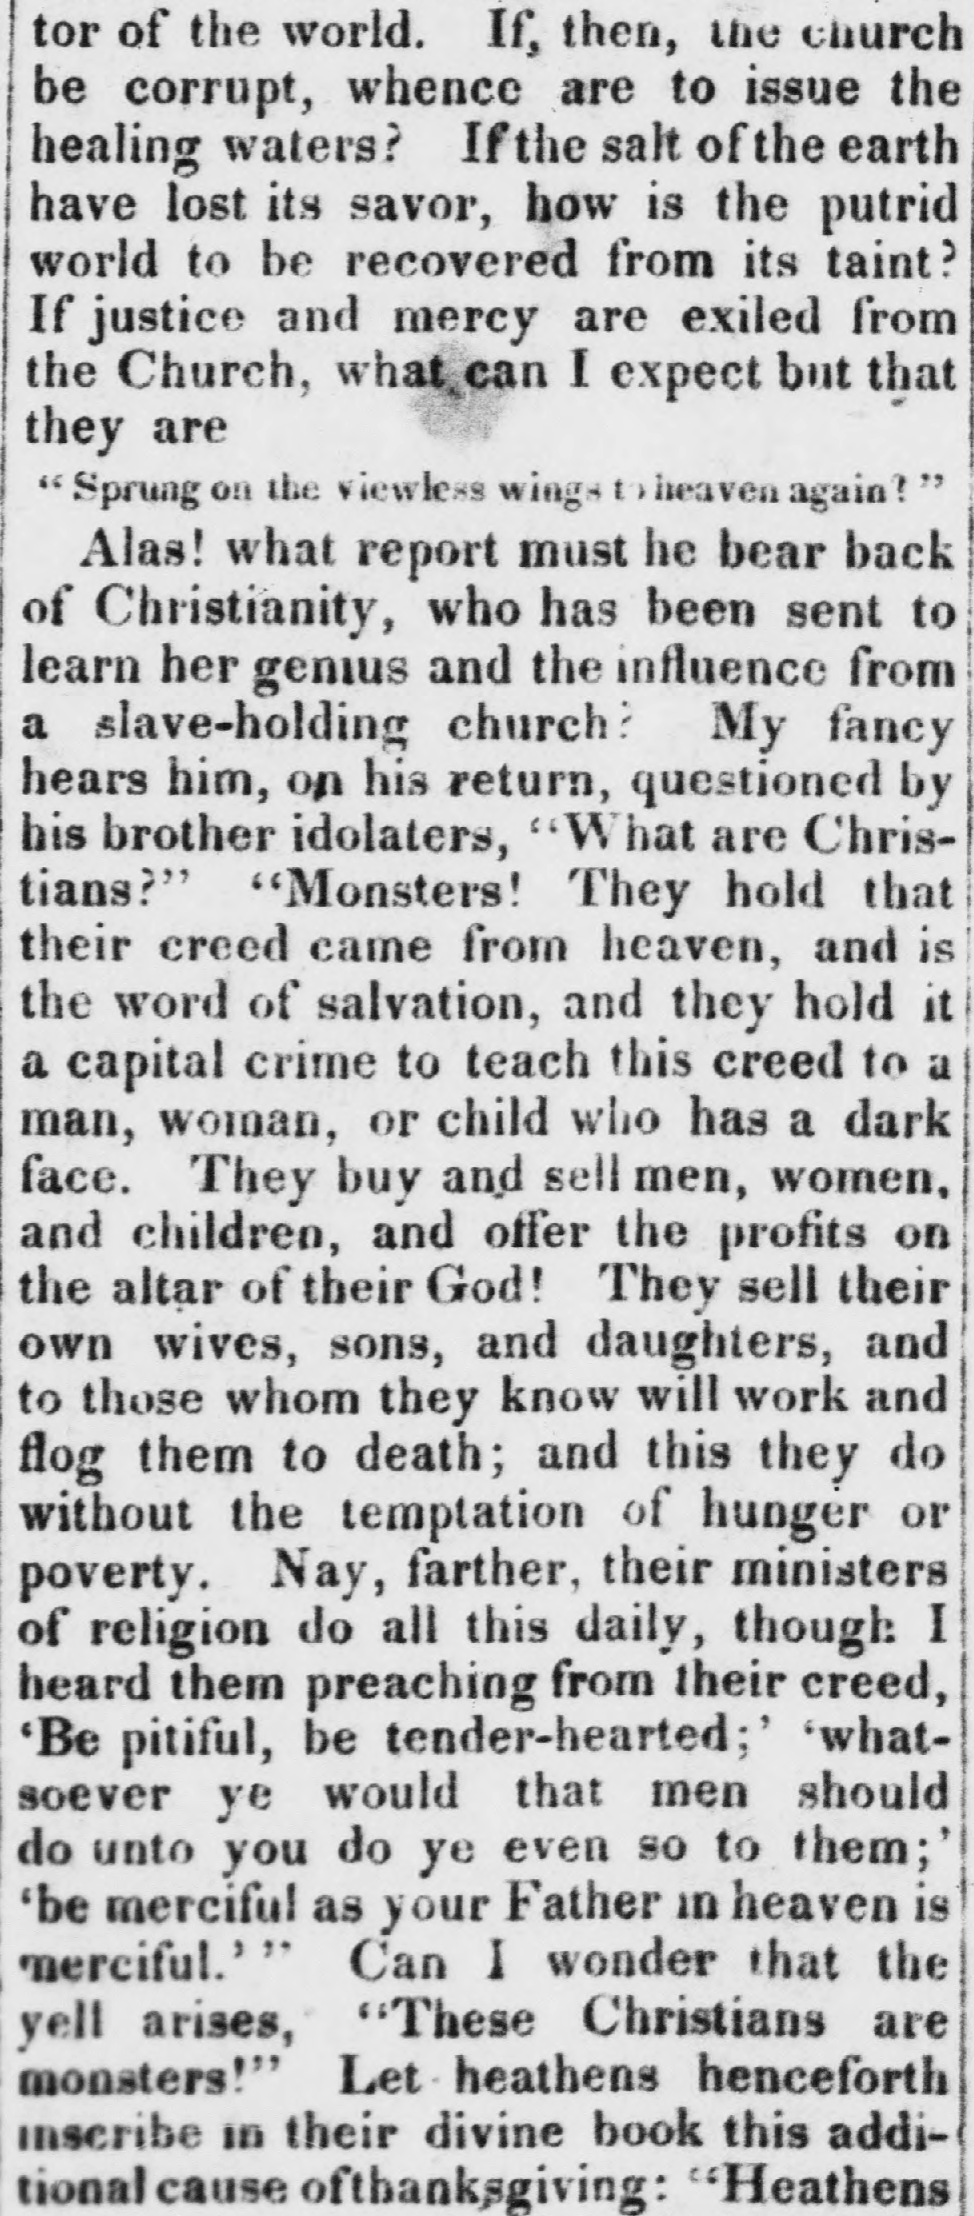 tor of the world. If, then, the church
be corrupt, whence are to issue the
healing waters? If the salt of the earth
have lost its savor, how is the putrid
world to be recovered from its taint?
If justice and mercy are exiled from
the Church, what can I expect but that
they are
"Sprung on the viewless wings to heaven again?"
Alas! what report must he bear back
of Christianity, who has been sent to
learn her genius and the influence from
a slave-holding church? My fancy
hears him, on his return, questioned by
his brother idolaters, "What are Chris-
tians?" "Monsters! They hold that
their creed came from heaven, and is
the word of salvation, and they hold it
a capital crime to teach this creed to a
man, woman, or child who has a dark
face. They buy and sell men, women,
and children, and offer the profits on
the altar of their God! They sell their
own wives, sons, and daughters, and
to those whom they know will work and
flog them to death; and this they do
without the temptation of hunger or
poverty. Nay, farther, their ministers
of religion do all this daily, though I
heard them preaching from their creed,
'Be pitiful, be tender-hearted;' 'what-
soever ye would that men should
do unto you do ye even so to them;'
'be merciful as your Father in heaven is
merciful.'" Can I wonder that the
yell arises, "These Christians are
monsters!" Let heathens henceforth
inscribe in their divine book this addi-
tional cause of thanksgiving: "Heathens